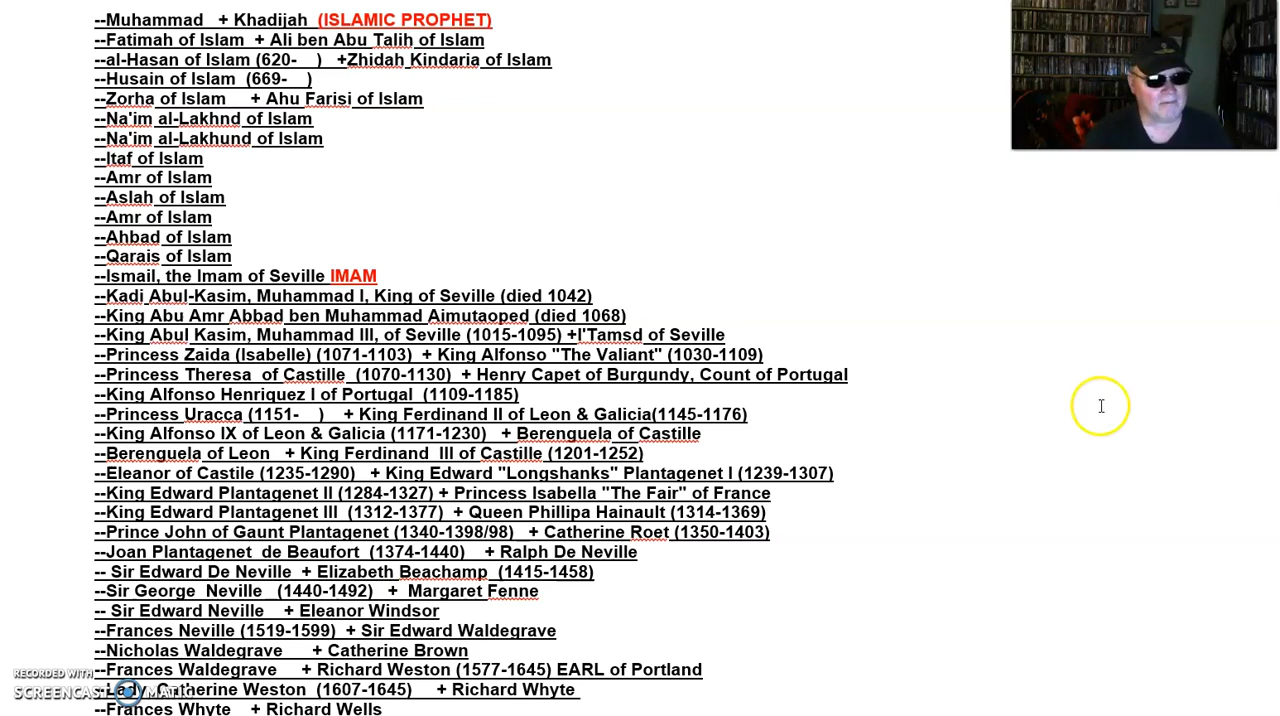 --Muhammad + Khadijah (ISLAMIC PROPHET)
--Fatimah of Islam + Ali ben Abu Talih of Islam
--al-Hasan of Islam (620- ) +Zhidah Kindaria of Islam
--Husain of Islam (669- )
--Zorha of Islam + Ahu Farisi of Islam
--Na'im al-Lakhnd of Islam
--Na'im al-Lakhund of Islam
--Itaf of Islam
--Amr of Islam
--Aslah of Islam
--Amr of Islam
--Ahbad of Islam
--Qarais of Islam
--Ismail, the Imam of Seville IMAM
--Kadi Abul-Kasim, Muhammad I, King of Seville (died 1042)
--King Abu Amr Abbad ben Muhammad Aimutaoped (died 1068)
--King Abul Kasim, Muhammad III, of Seville (1015-1095) +I'Tamsd of Seville
--Princess Zaida (Isabelle) (1071-1103) + King Alfonso "The Valiant" (1030-1109)
--Princess Theresa of Castille (1070-1130) + Henry Capet of Burgundy, Count of Portugal
--King Alfonso Henriquez I of Portugal (1109-1185)
--Princess Uracca (1151- ) + King Ferdinand II of Leon & Galicia(1145-1176)
--King Alfonso IX of Leon & Galicia (1171-1230) + Berenguela of Castille
--Berenguela of Leon + King Ferdinand III of Castille (1201-1252)
--Eleanor of Castile (1235-1290) + King Edward "Longshanks" Plantagenet I (1239-1307)
--King Edward Plantagenet II (1284-1327) + Princess Isabella "The Fair" of France
--King Edward Plantagenet III (1312-1377) + Queen Phillipa Hainault (1314-1369)
--Prince John of Gaunt Plantagenet (1340-1398/98) + Catherine Roet (1350-1403)
--Joan Plantagenet de Beaufort (1374-1440) + Ralph De Neville
-- Sir Edward De Neville + Elizabeth Beachamp (1415-1458)
--Sir George Neville (1440-1492) + Margaret Fenne
-- Sir Edward Neville + Eleanor Windsor
--Frances Neville (1519-1599) + Sir Edward Waldegrave
--Nicholas Waldegrave + Catherine Brown
--Frances Waldegrave + Richard Weston (1577-1645) EARL of Portland
--Lady Catherine Weston (1607-1645) + Richard Whyte
--Frances Whyte + Richard Wells
RECORDED WITH
SCREENCAST MATIC